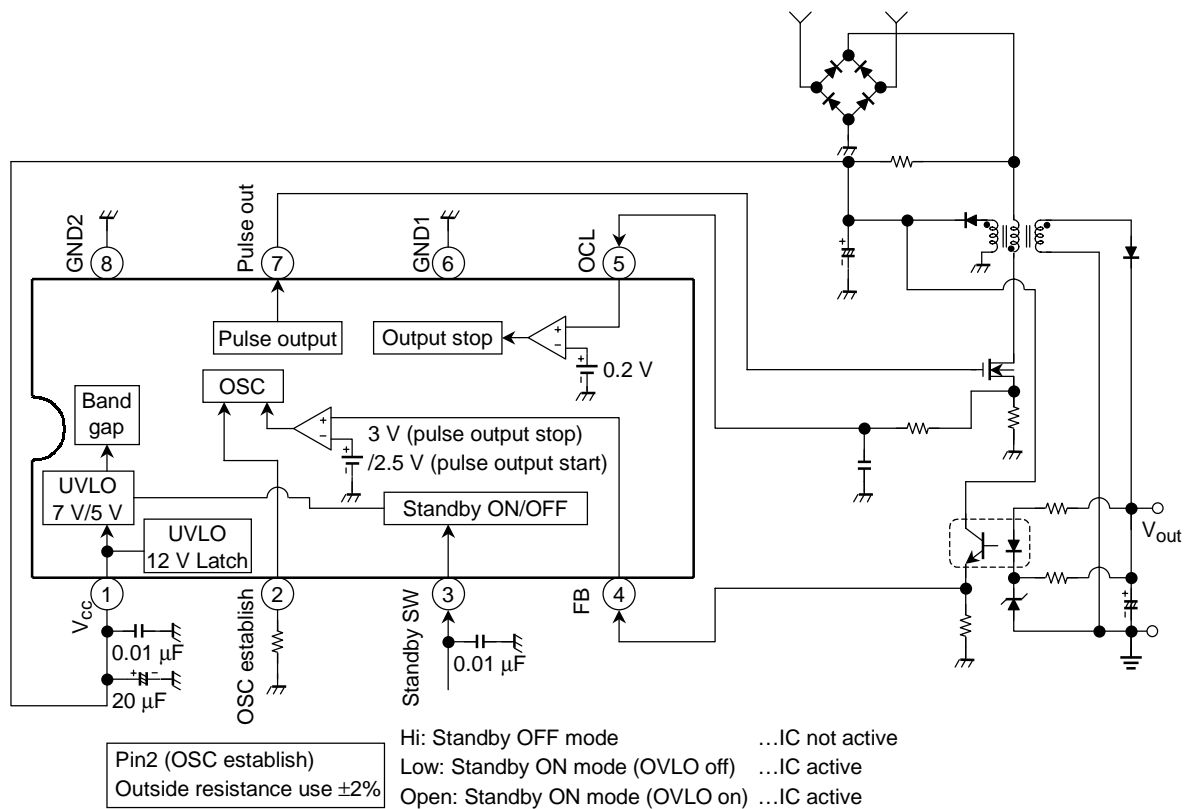 GND2
Pulse out
GND1
OCL
8
7
6
5
Pulse output
Output stop
+
−
+
−
0.2 V
OSC
Band
gap
+
−
+
−
3 V (pulse output stop)
/2.5 V (pulse output start)
UVLO
7 V/5 V
Standby ON/OFF
UVLO
12 V Latch
+
−
1
2
3
4
VCC
OSC establish
Standby SW
FB
0.01 μF
+ −
20 μF
0.01 μF
Vout
+
−
Pin2 (OSC establish)
Outside resistance use ±2%
Hi: Standby OFF mode …IC not active
Low: Standby ON mode (OVLO off) …IC active
Open: Standby ON mode (OVLO on) …IC active